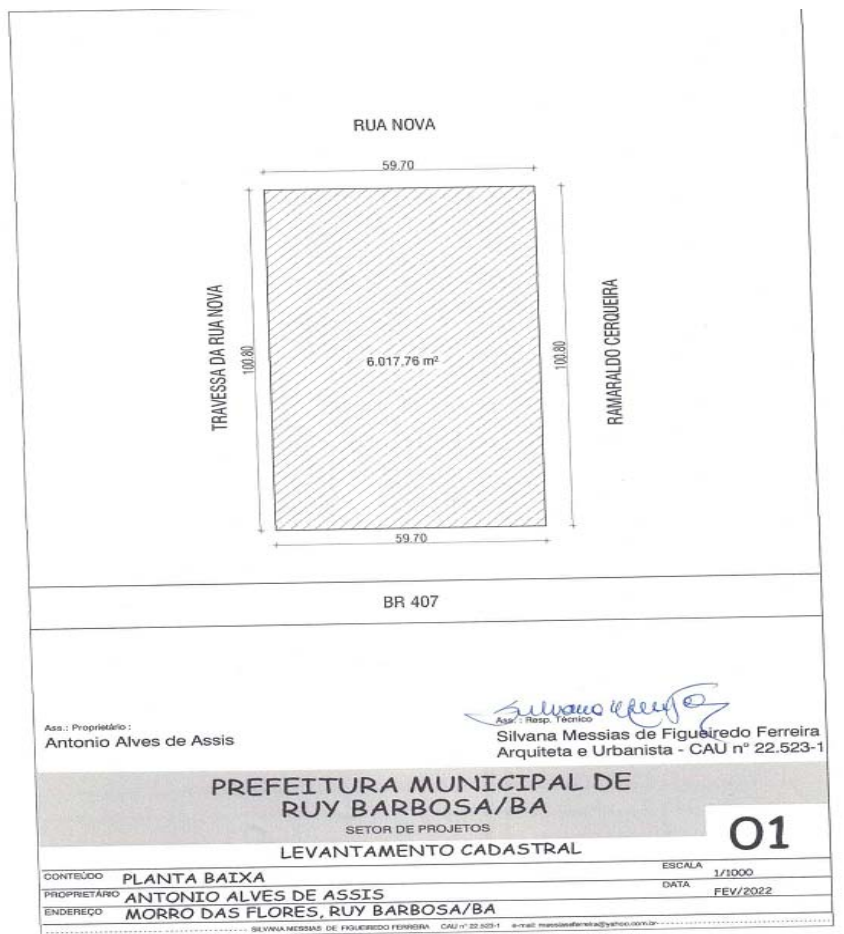 RUA NOVA
59.70
TRAVESSA DA RUA NOVA
100.80
6.017,76 m²
100.80
RAMARALDO CERQUEIRA
59.70
BR 407
Ass.: Proprietário :
Antonio Alves de Assis
Ass.: Resp. Técnico
Silvana Messias de Figueiredo Ferreira
Arquiteta e Urbanista - CAU nº 22.523-1
PREFEITURA MUNICIPAL DE
RUY BARBOSA/BA
SETOR DE PROJETOS
01
LEVANTAMENTO CADASTRAL
CONTEÚDO PLANTA BAIXA
ESCALA 1/1000
PROPRIETÁRIO ANTONIO ALVES DE ASSIS
DATA FEV/2022
ENDEREÇO MORRO DAS FLORES, RUY BARBOSA/BA
SILVANA MESSIAS DE FIGUEIREDO FERREIRA CAU nº 22.523-1 e-mail: